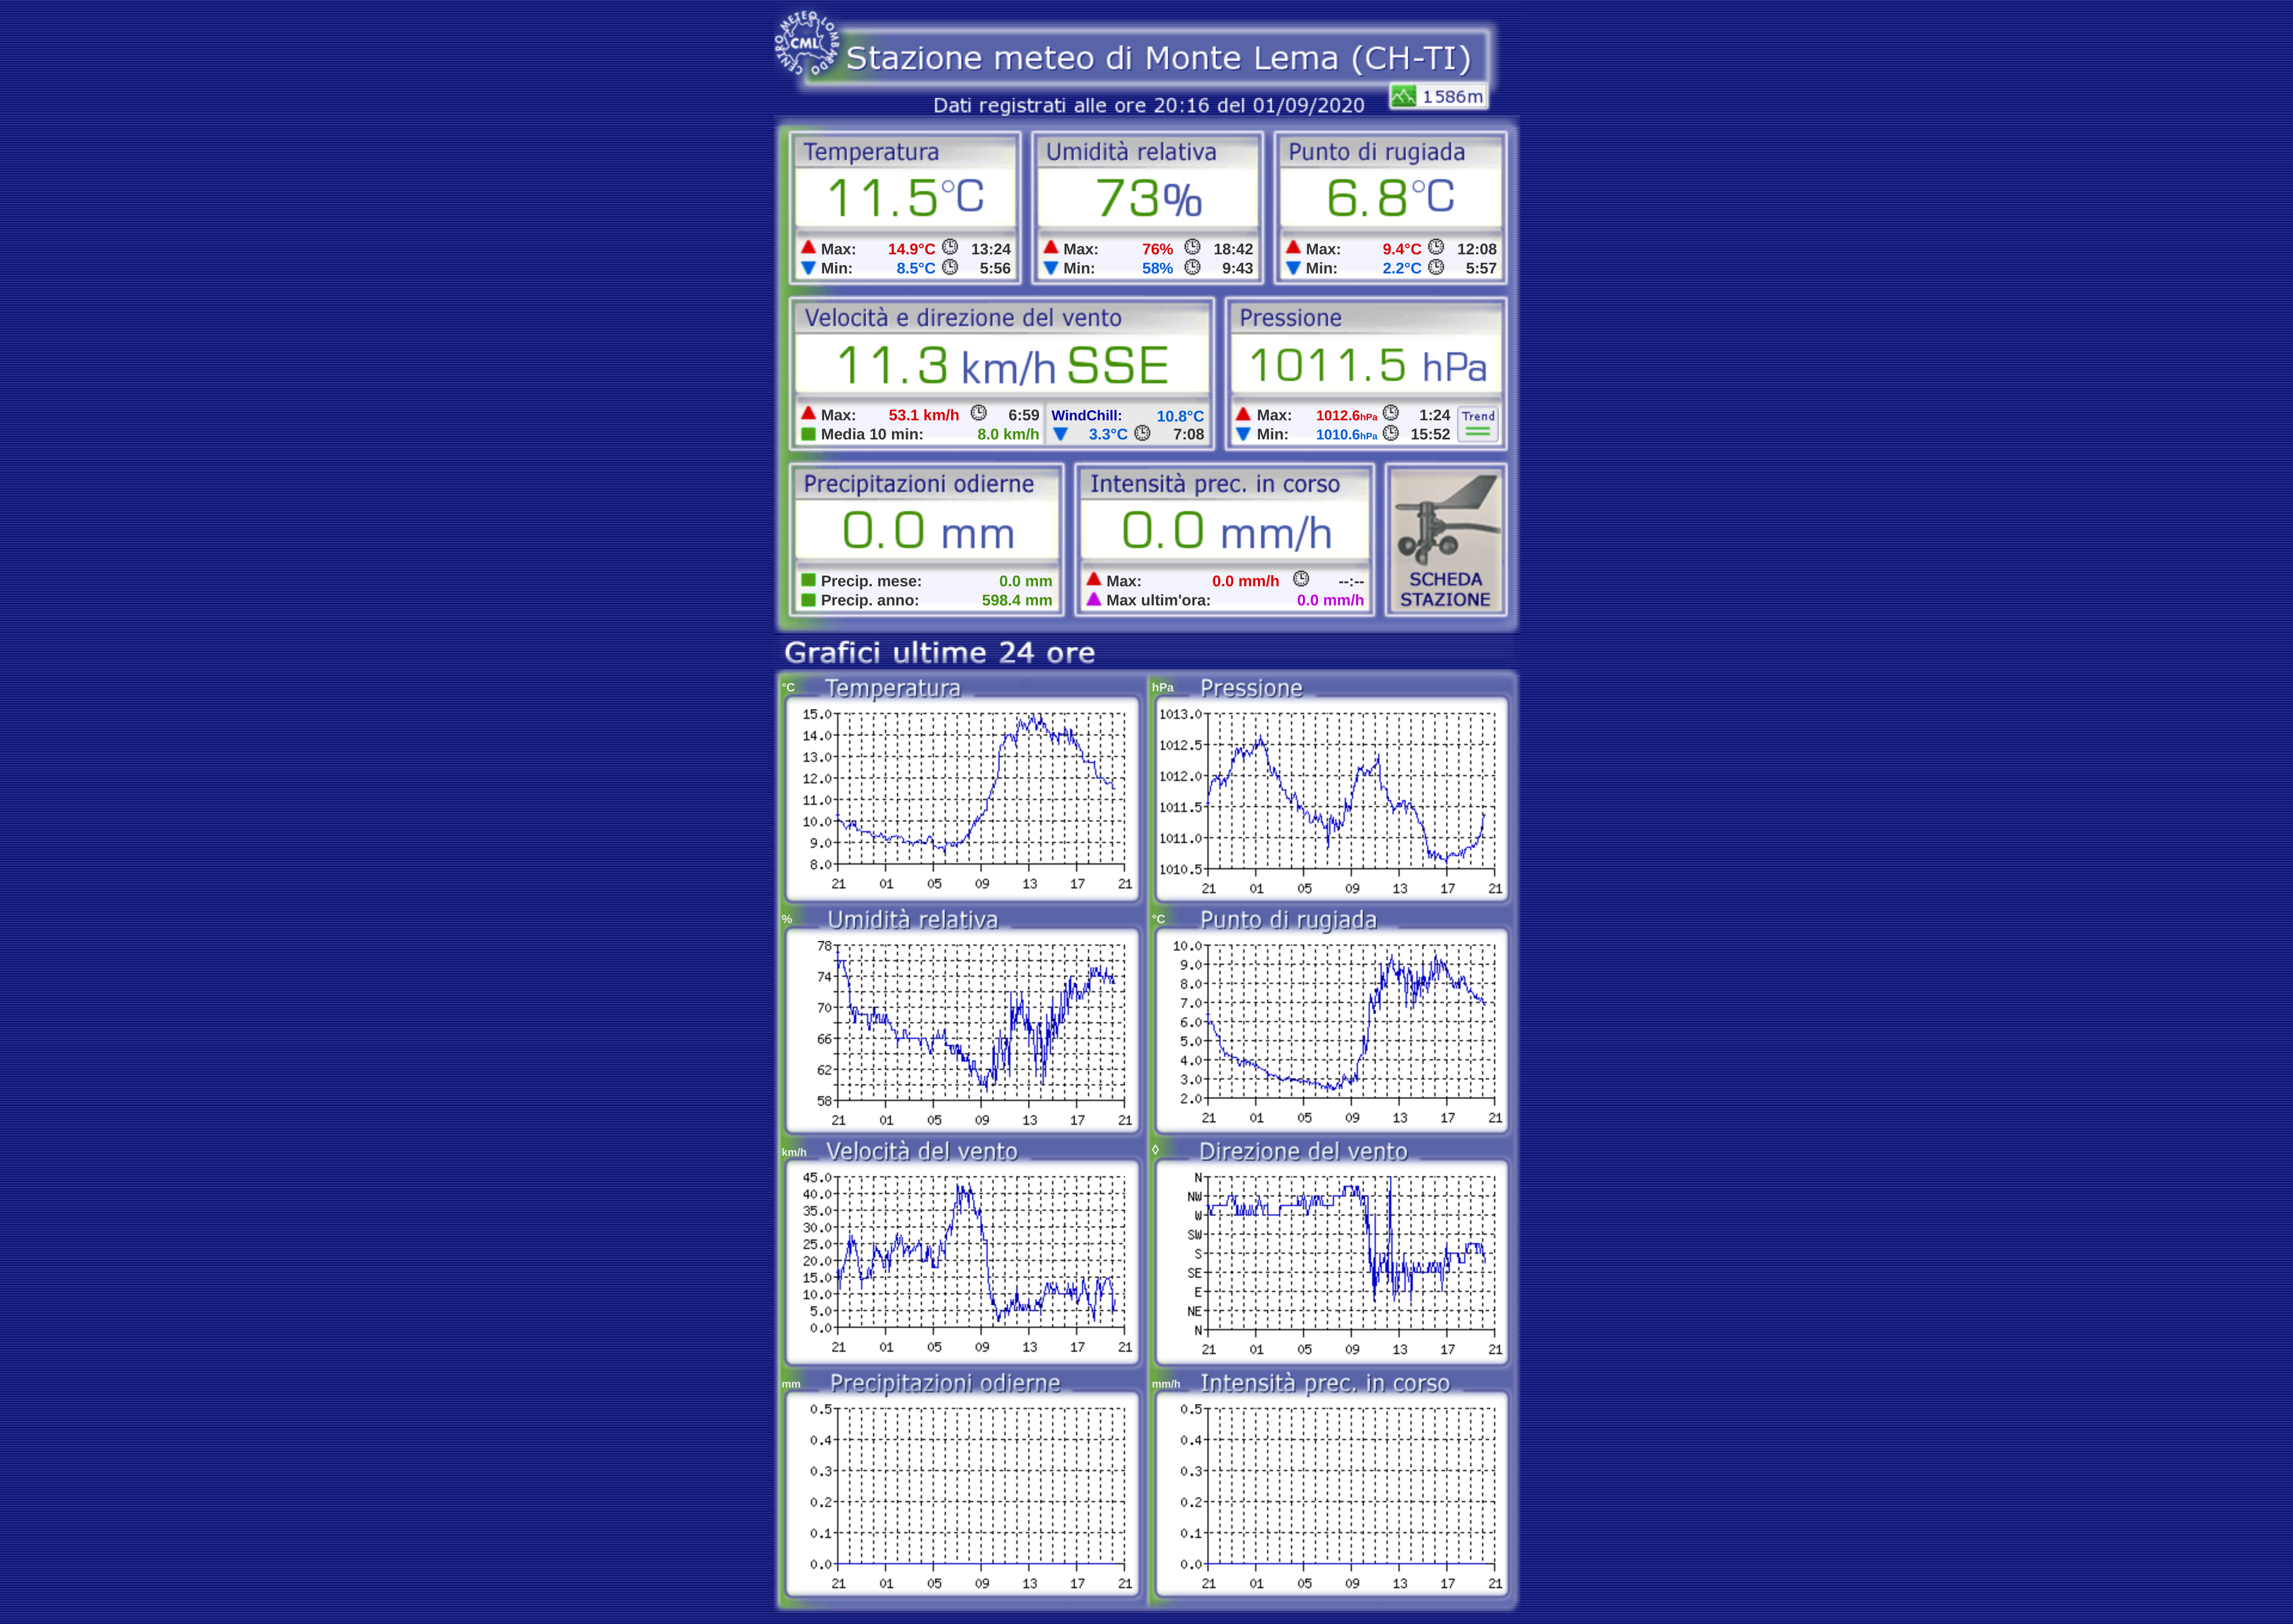 CENTRO METEO LOMBARDO
CML
Stazione meteo di Monte Lema (CH-TI)
1586m
Dati registrati alle ore 20:16 del 01/09/2020
Temperatura
11.5°C
Max: 14.9°C 13:24
Min: 8.5°C 5:56
Umidità relativa
73%
Max: 76% 18:42
Min: 58% 9:43
Punto di rugiada
6.8°C
Max: 9.4°C 12:08
Min: 2.2°C 5:57
Velocità e direzione del vento
11.3 km/h SSE
Max: 53.1 km/h 6:59
Media 10 min: 8.0 km/h
WindChill: 10.8°C
3.3°C 7:08
Pressione
1011.5 hPa
Max: 1012.6hPa 1:24
Min: 1010.6hPa 15:52
Trend
Precipitazioni odierne
0.0 mm
Precip. mese: 0.0 mm
Precip. anno: 598.4 mm
Intensità prec. in corso
0.0 mm/h
Max: 0.0 mm/h --:--
Max ultim'ora: 0.0 mm/h
SCHEDA
STAZIONE
Grafici ultime 24 ore
°C Temperatura
15.0
14.0
13.0
12.0
11.0
10.0
9.0
8.0
21 01 05 09 13 17 21
hPa Pressione
1013.0
1012.5
1012.0
1011.5
1011.0
1010.5
21 01 05 09 13 17 21
% Umidità relativa
78
74
70
66
62
58
21 01 05 09 13 17 21
°C Punto di rugiada
10.0
9.0
8.0
7.0
6.0
5.0
4.0
3.0
2.0
21 01 05 09 13 17 21
km/h Velocità del vento
45.0
40.0
35.0
30.0
25.0
20.0
15.0
10.0
5.0
0.0
21 01 05 09 13 17 21
◊ Direzione del vento
N
NW
W
SW
S
SE
E
NE
N
21 01 05 09 13 17 21
mm Precipitazioni odierne
0.5
0.4
0.3
0.2
0.1
0.0
21 01 05 09 13 17 21
mm/h Intensità prec. in corso
0.5
0.4
0.3
0.2
0.1
0.0
21 01 05 09 13 17 21